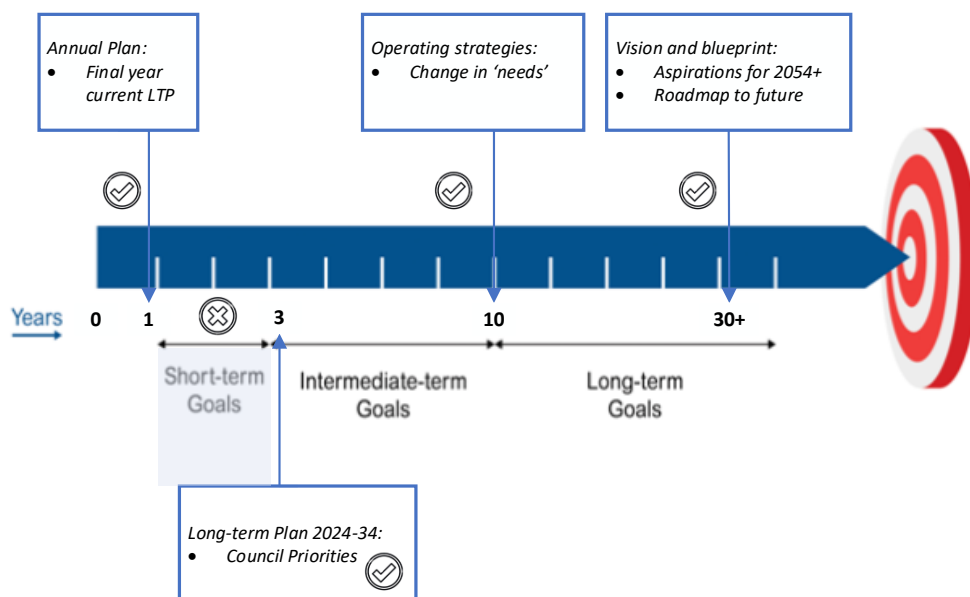 Annual Plan:
• Final year
current LTP
Operating strategies:
• Change in ‘needs’
Vision and blueprint:
• Aspirations for 2054+
• Roadmap to future
Years 0 1 3 10 30+
Short-term
Goals
Intermediate-term
Goals
Long-term
Goals
Long-term Plan 2024-34:
• Council Priorities